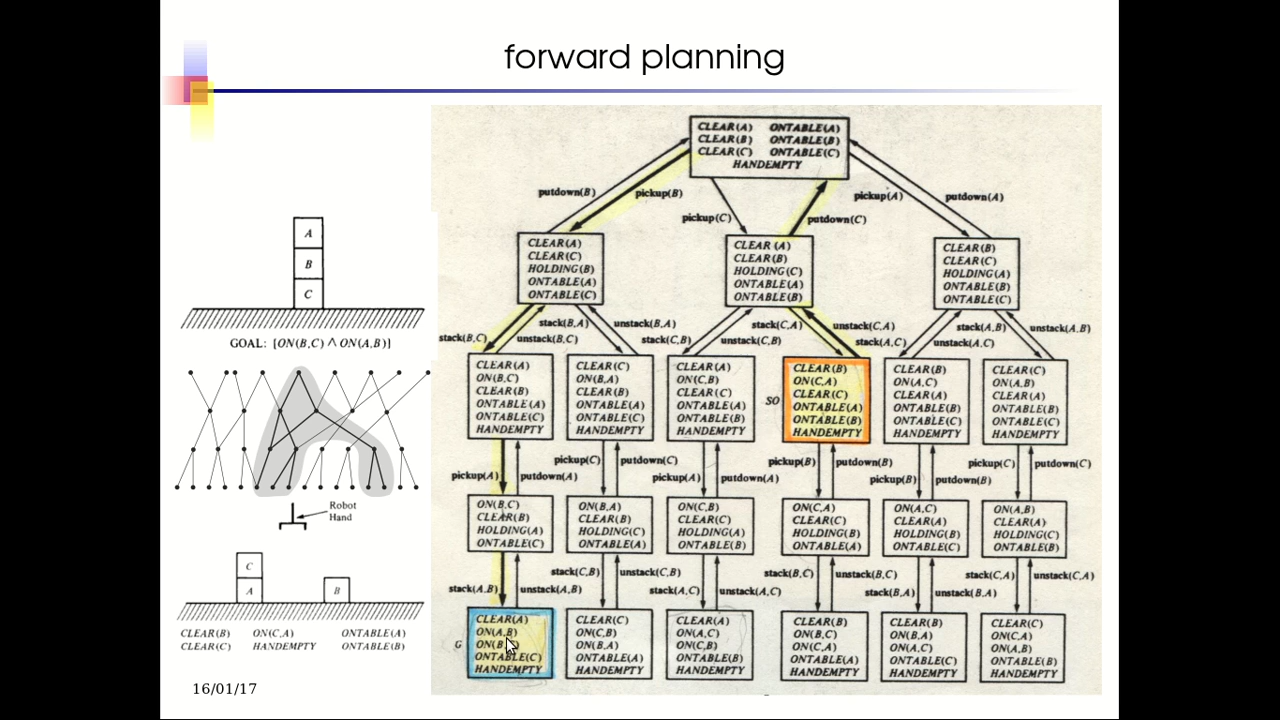 forward planning
CLEAR(A) ONTABLE(A)
CLEAR(B) ONTABLE(B)
CLEAR(C) ONTABLE(C)
HANDEMPTY
putdown(B)
pickup(B)
pickup(C)
putdown(C)
pickup(A)
putdown(A)
CLEAR(A)
CLEAR(C)
HOLDING(B)
ONTABLE(A)
ONTABLE(C)
CLEAR (A)
CLEAR(B)
HOLDING(C)
ONTABLE(A)
ONTABLE(B)
CLEAR(B)
CLEAR(C)
HOLDING(A)
ONTABLE(B)
ONTABLE(C)
stack(B,C)
stack(B,A)
unstack(B,C)
unstack(B,A)
stack(C,B)
stack(C,A)
unstack(C,B)
unstack(C,A)
stack(A,C)
stack(A,B)
unstack(A,C)
unstack(A,B)
CLEAR(A)
ON(B,C)
CLEAR(B)
ONTABLE(A)
ONTABLE(C)
HANDEMPTY
CLEAR(C)
ON(B,A)
CLEAR(B)
ONTABLE(A)
ONTABLE(C)
HANDEMPTY
CLEAR(A)
ON(C,B)
CLEAR(C)
ONTABLE(A)
ONTABLE(B)
HANDEMPTY
SO
CLEAR(B)
ON(C,A)
CLEAR(C)
ONTABLE(A)
ONTABLE(B)
HANDEMPTY
CLEAR(B)
ON(A,C)
CLEAR(A)
ONTABLE(B)
ONTABLE(C)
HANDEMPTY
CLEAR(C)
ON(A,B)
CLEAR(A)
ONTABLE(B)
ONTABLE(C)
HANDEMPTY
pickup(A)
putdown(A)
pickup(C)
putdown(C)
pickup(A)
putdown(A)
pickup(B)
putdown(B)
pickup(B)
putdown(B)
pickup(C)
putdown(C)
ON(B,C)
CLEAR(B)
HOLDING(A)
ONTABLE(C)
ON(B,A)
CLEAR(B)
HOLDING(C)
ONTABLE(A)
ON(C,B)
CLEAR(C)
HOLDING(A)
ONTABLE(B)
ON(C,A)
CLEAR(C)
HOLDING(B)
ONTABLE(A)
ON(A,C)
CLEAR(A)
HOLDING(B)
ONTABLE(C)
ON(A,B)
CLEAR(A)
HOLDING(C)
ONTABLE(B)
stack(A,B)
unstack(A,B)
stack(C,B)
unstack(C,B)
stack(A,C)
unstack(A,C)
stack(B,C)
unstack(B,C)
stack(B,A)
unstack(B,A)
stack(C,A)
unstack(C,A)
G
CLEAR(A)
ON(A,B)
ONTABLE(C)
HANDEMPTY
CLEAR(C)
ON(C,B)
ON(B,A)
ONTABLE(A)
HANDEMPTY
CLEAR(A)
ON(A,C)
ON(C,B)
ONTABLE(B)
HANDEMPTY
CLEAR(B)
ON(B,C)
ON(C,A)
ONTABLE(A)
HANDEMPTY
CLEAR(B)
ON(B,A)
ON(A,C)
ONTABLE(C)
HANDEMPTY
CLEAR(C)
ON(C,A)
ON(A,B)
ONTABLE(B)
HANDEMPTY
A
B
C
GOAL: [ON(B,C) ∧ ON(A,B)]
Robot
Hand
C
A B
CLEAR(B) ON(C,A) ONTABLE(A)
CLEAR(C) HANDEMPTY ONTABLE(B)
16/01/17